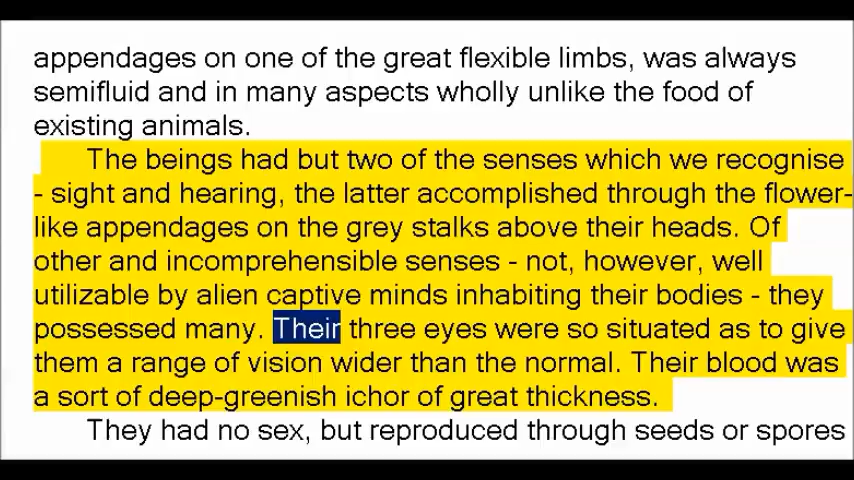 appendages on one of the great flexible limbs, was always
semifluid and in many aspects wholly unlike the food of
existing animals.
The beings had but two of the senses which we recognise
- sight and hearing, the latter accomplished through the flower-
like appendages on the grey stalks above their heads. Of
other and incomprehensible senses - not, however, well
utilizable by alien captive minds inhabiting their bodies - they
possessed many. Their three eyes were so situated as to give
them a range of vision wider than the normal. Their blood was
a sort of deep-greenish ichor of great thickness.
They had no sex, but reproduced through seeds or spores